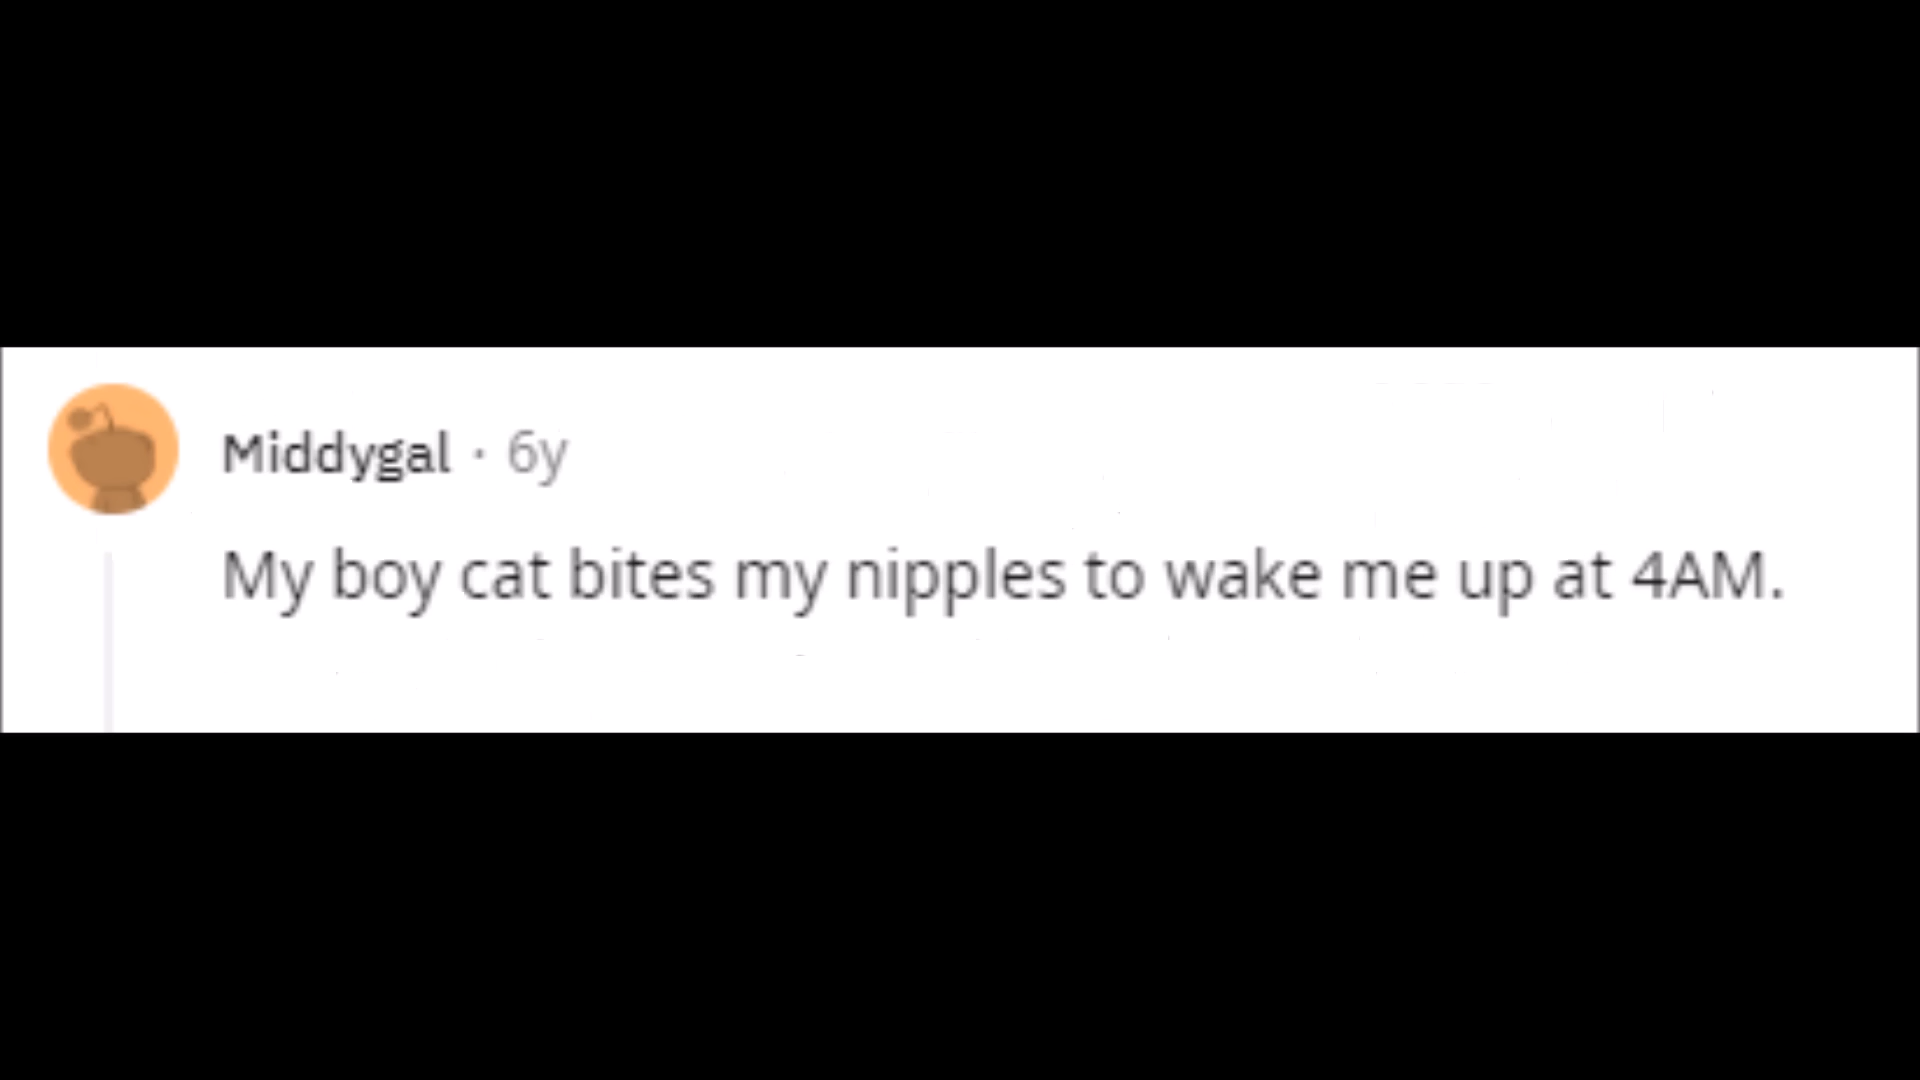 Middygal · 6y
My boy cat bites my nipples to wake me up at 4AM.